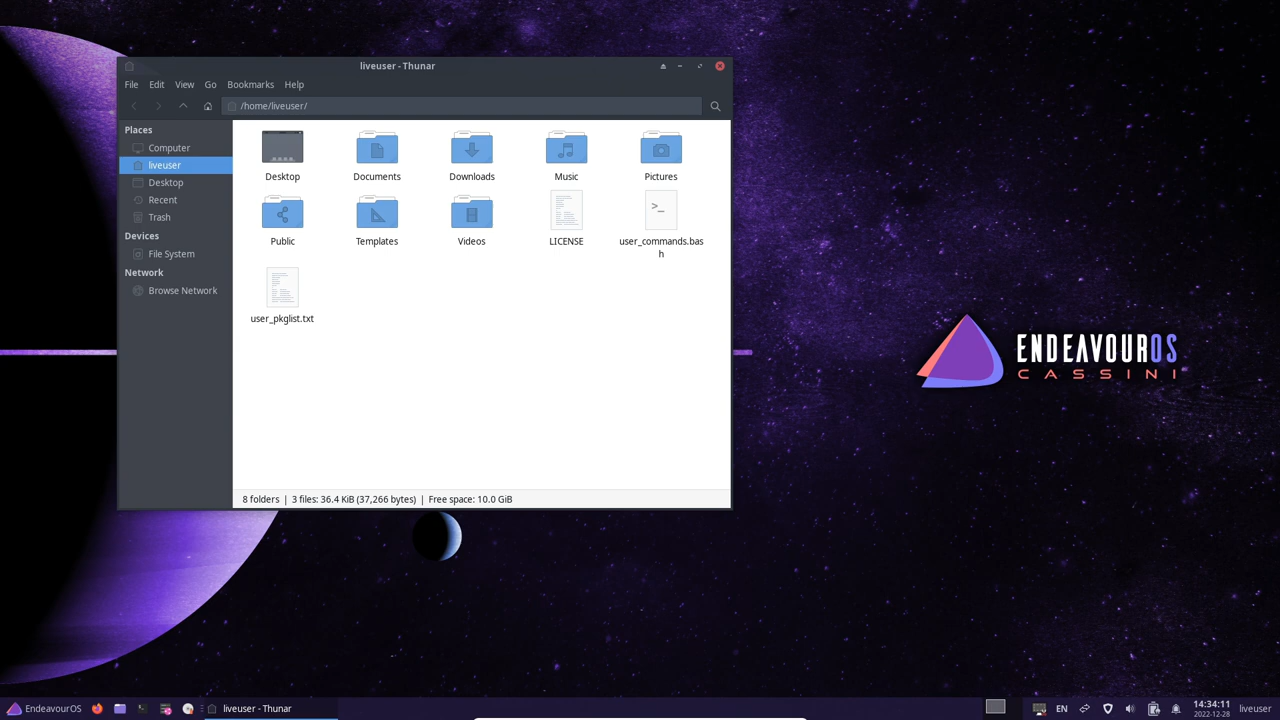 liveuser - Thunar
File Edit View Go Bookmarks Help
/home/liveuser/
Places
Computer
liveuser
Desktop
Recent
Trash
Devices
File System
Network
Browse Network
Desktop Documents Downloads Music Pictures
Public Templates Videos LICENSE user_commands.bas
h
user_pkglist.txt
8 folders | 3 files: 36.4 KiB (37,266 bytes) | Free space: 10.0 GiB
ENDEAVOUROS
CASSINI
EndeavourOS liveuser - Thunar EN 14:34:11 liveuser
2022-12-28